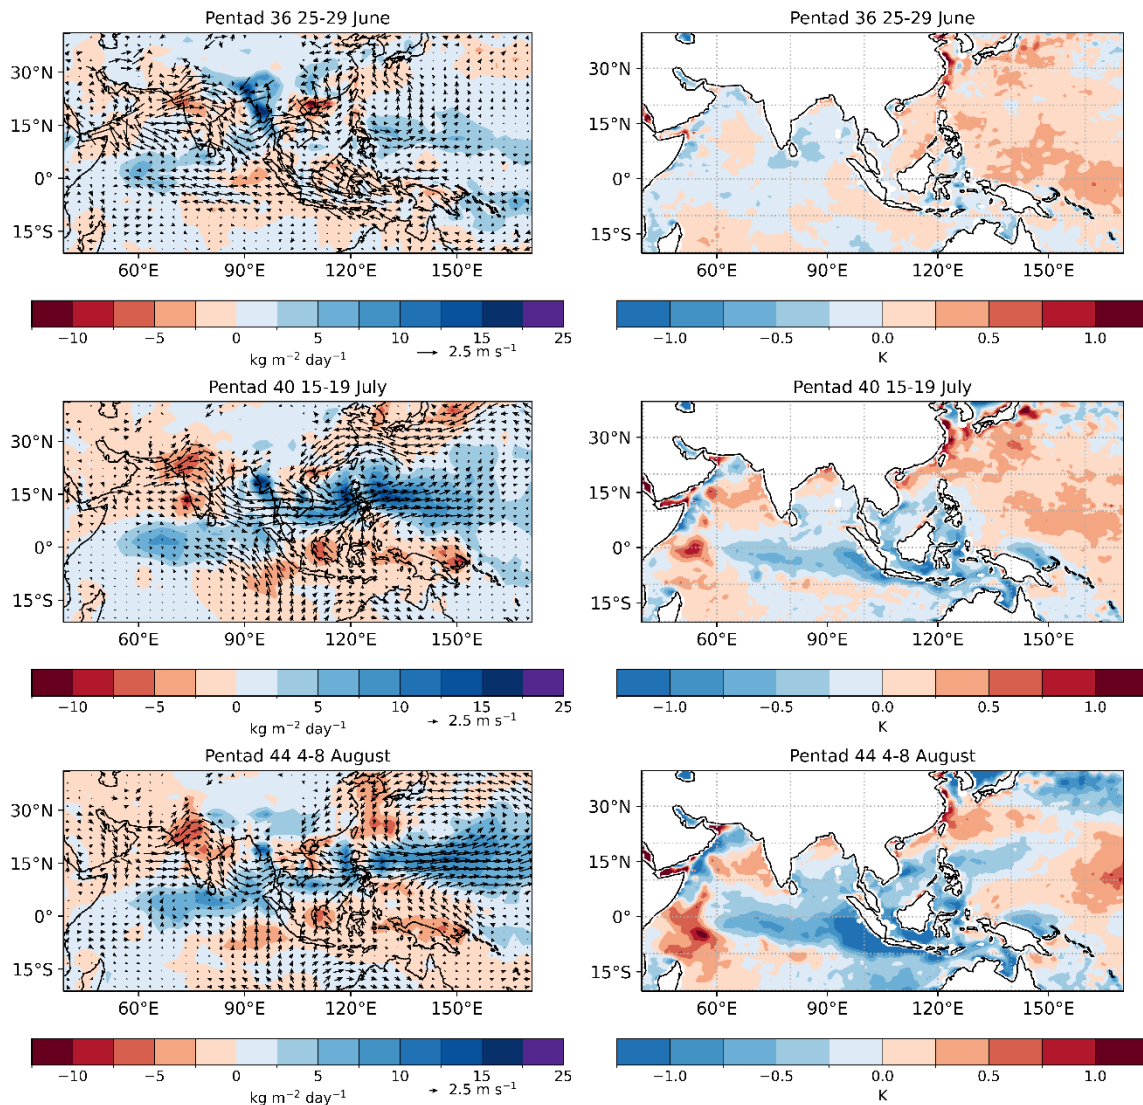 Pentad 36 25-29 June
Pentad 36 25-29 June
30°N
15°N
0°
15°S
60°E 90°E 120°E 150°E
30°N
15°N
0°
15°S
60°E 90°E 120°E 150°E
−10 −5 0 5 10 15 25
kg m⁻² day⁻¹
2.5 m s⁻¹
−1.0 −0.5 0.0 0.5 1.0
K
Pentad 40 15-19 July
Pentad 40 15-19 July
30°N
15°N
0°
15°S
60°E 90°E 120°E 150°E
30°N
15°N
0°
15°S
60°E 90°E 120°E 150°E
−10 −5 0 5 10 15 25
kg m⁻² day⁻¹
2.5 m s⁻¹
−1.0 −0.5 0.0 0.5 1.0
K
Pentad 44 4-8 August
Pentad 44 4-8 August
30°N
15°N
0°
15°S
60°E 90°E 120°E 150°E
30°N
15°N
0°
15°S
60°E 90°E 120°E 150°E
−10 −5 0 5 10 15 25
kg m⁻² day⁻¹
2.5 m s⁻¹
−1.0 −0.5 0.0 0.5 1.0
K